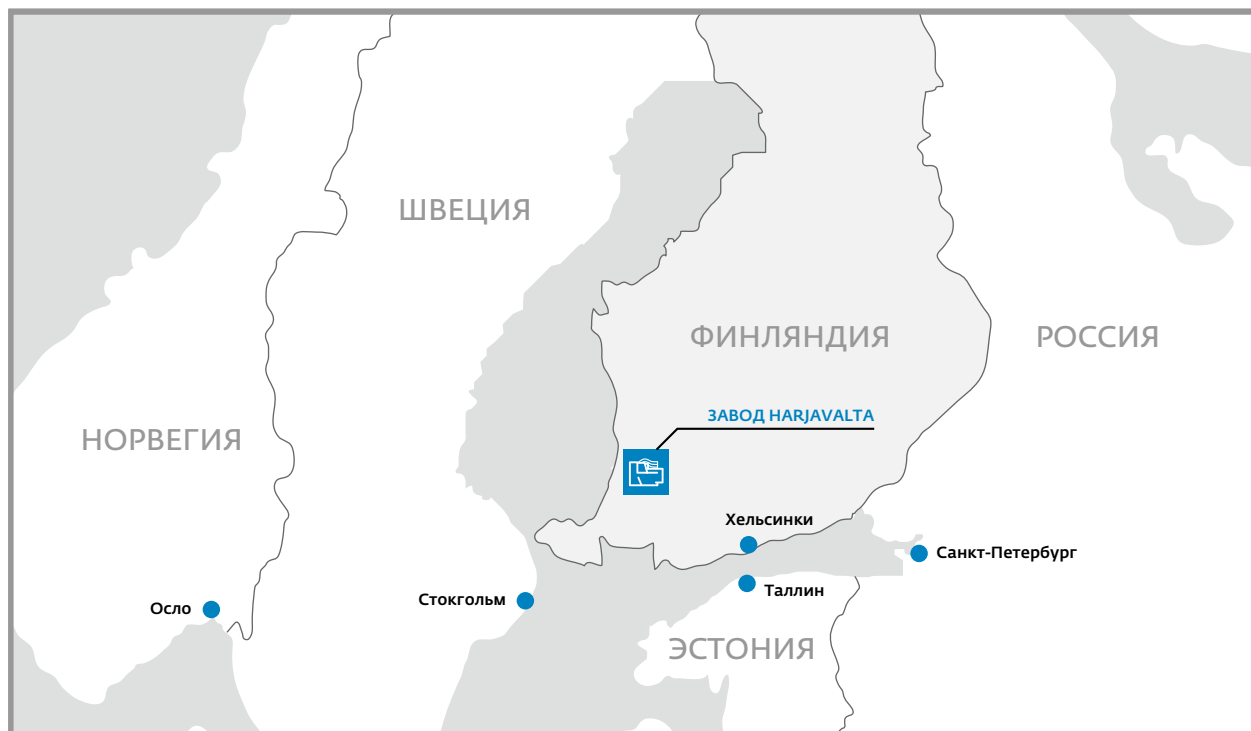 ШВЕЦИЯ
ФИНЛЯНДИЯ
РОССИЯ
ЗАВОД HARJAVALTA
НОРВЕГИЯ
Хельсинки
Санкт-Петербург
Таллин
Стокгольм
Осло
ЭСТОНИЯ